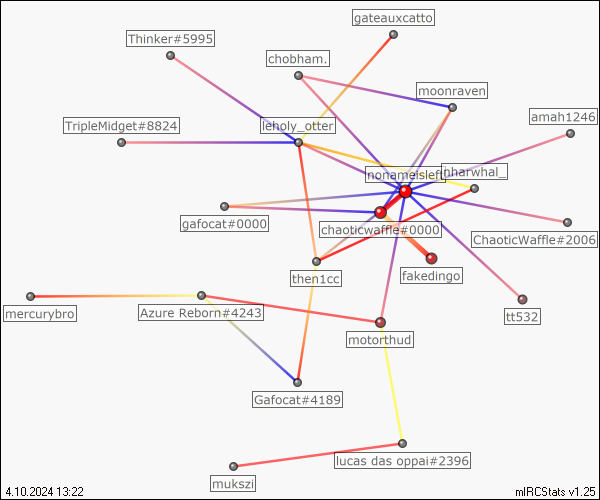 gateauxcatto
Thinker#5995
chobham.
moonraven
amah1246
TripleMidget#8824
leholy_otter
nonameisleft
nharwhal_
gafocat#0000
chaoticwaffle#0000
ChaoticWaffle#2006
fakedingo
then1cc
mercurybro
Azure Reborn#4243
tt532
motorthud
Gafocat#4189
lucas das oppai#2396
mukszi
4.10.2024 13:22
mIRCStats v1.25